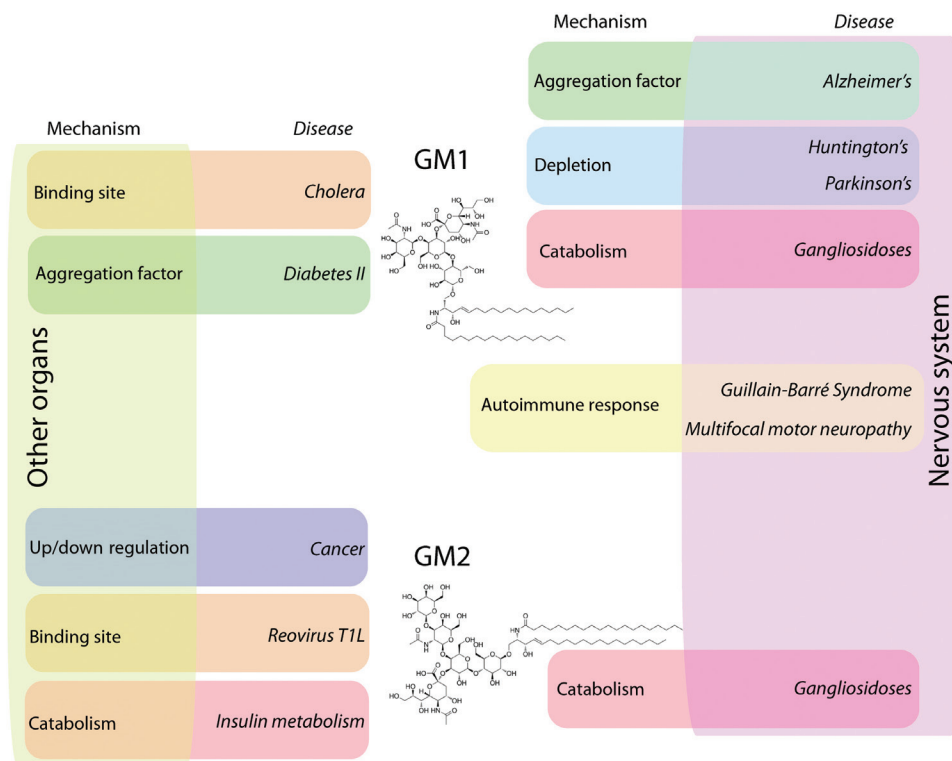 Mechanism Disease
Aggregation factor Alzheimer's
Depletion Huntington's
Parkinson's
Catabolism Gangliosidoses
Autoimmune response Guillain-Barré Syndrome
Multifocal motor neuropathy
Catabolism Gangliosidoses
Nervous system
Mechanism Disease
Binding site Cholera
Aggregation factor Diabetes II
Other organs
Up/down regulation Cancer
Binding site Reovirus T1L
Catabolism Insulin metabolism
GM1
GM2